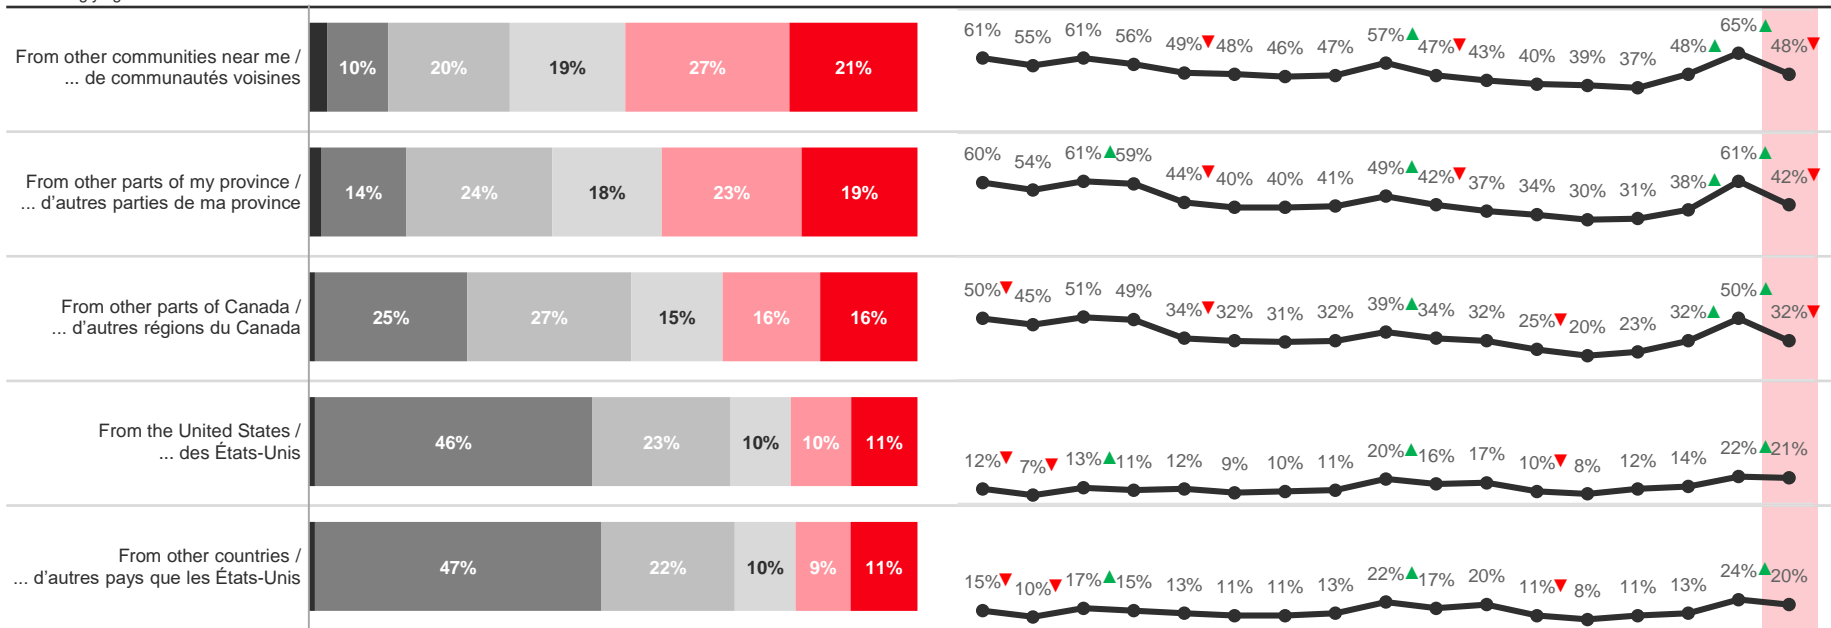 From other communities near me /
... de communautés voisines
10% 20% 19% 27% 21%
61% 55% 61% 56% 49% 48% 46% 47% 57% 47% 43% 40% 39% 37% 48% 65% 48%
From other parts of my province /
... d'autres parties de ma province
14% 24% 18% 23% 19%
60% 54% 61% 59% 44% 40% 40% 41% 49% 42% 37% 34% 30% 31% 38% 61% 42%
From other parts of Canada /
... d'autres régions du Canada
25% 27% 15% 16% 16%
50% 45% 51% 49% 34% 32% 31% 32% 39% 34% 32% 25% 20% 23% 32% 50% 32%
From the United States /
... des États-Unis
46% 23% 10% 10% 11%
12% 7% 13% 11% 12% 9% 10% 11% 20% 16% 17% 10% 8% 12% 14% 22% 21%
From other countries /
... d'autres pays que les États-Unis
47% 22% 10% 9% 11%
15% 10% 17% 15% 13% 11% 11% 13% 22% 17% 20% 11% 8% 11% 13% 24% 20%